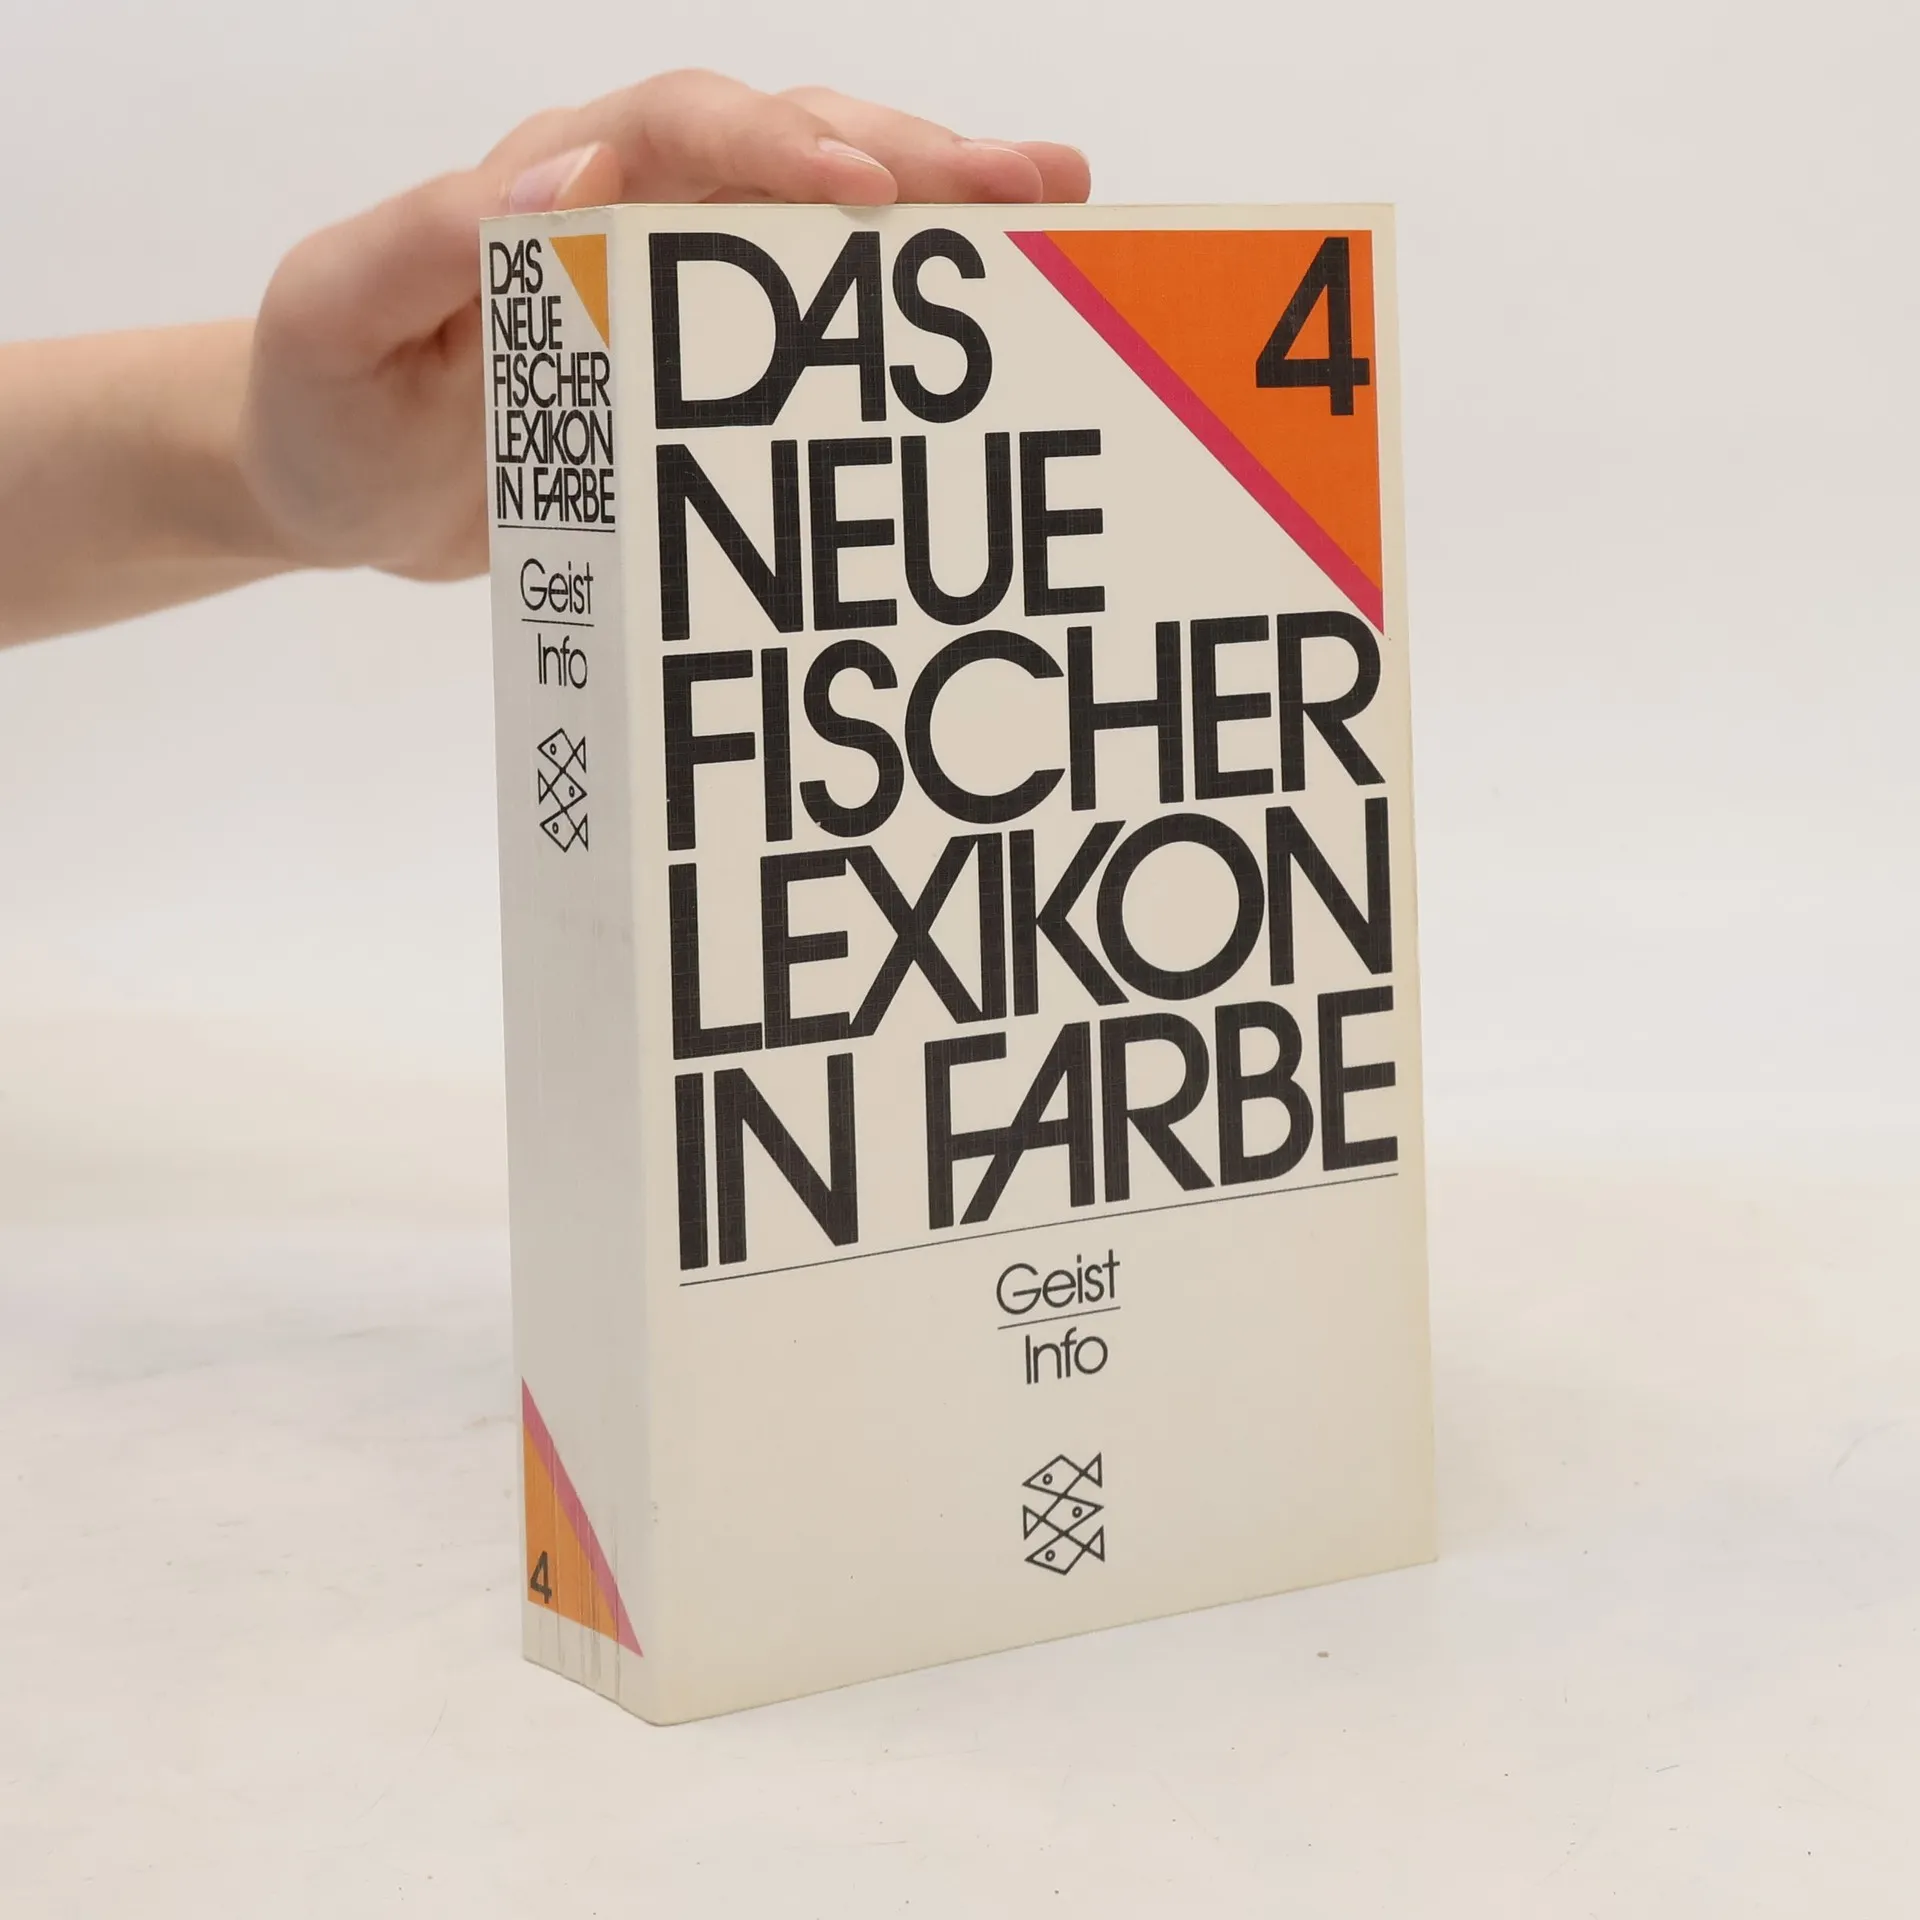 DAS
NEUE
FISCHER
LEXIKON
IN FARBE
Geist
Info
4
DAS
NEUE
FISCHER
LEXIKON
IN FARBE
4
Geist
Info